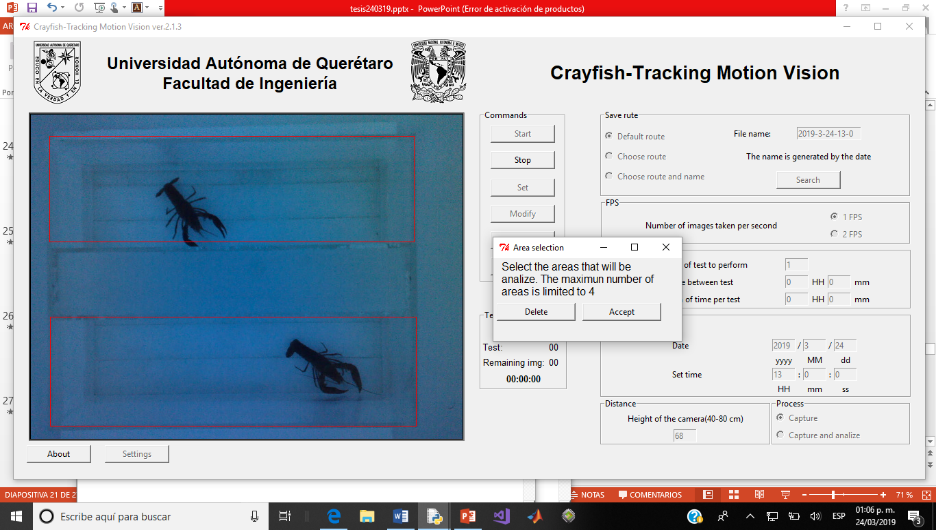 tesis240319.pptx - PowerPoint (Error de activación de productos)
Crayfish-Tracking Motion Vision ver.2.1.3
Universidad Autónoma de Querétaro
Facultad de Ingeniería
Crayfish-Tracking Motion Vision
Commands
Start
Stop
Set
Modify
Save route
Default route
Choose route
Choose route and name
File name:
2019-3-24-13-0
The name is generated by the date
Search
FPS
Number of images taken per second
1 FPS
2 FPS
Area selection
Select the areas that will be
analize. The maximun number of
areas is limited to 4
Delete
Accept
of test to perform
1
between test
0 HH 0 mm
of time per test
0 HH 0 mm
Test:
00
Remaining img:
00
00:00:00
Date
2019 / 3 / 24
yyyy MM dd
Set time
13 : 0 : 0
HH mm ss
Distance
Height of the camera(40-80 cm)
68
Process
Capture
Capture and analize
About
Settings
24
25
26
27
DIAPOSITIVA 21 DE 2
NOTAS
COMENTARIOS
71 %
Escribe aquí para buscar
ESP
01:06 p. m.
24/03/2019
3